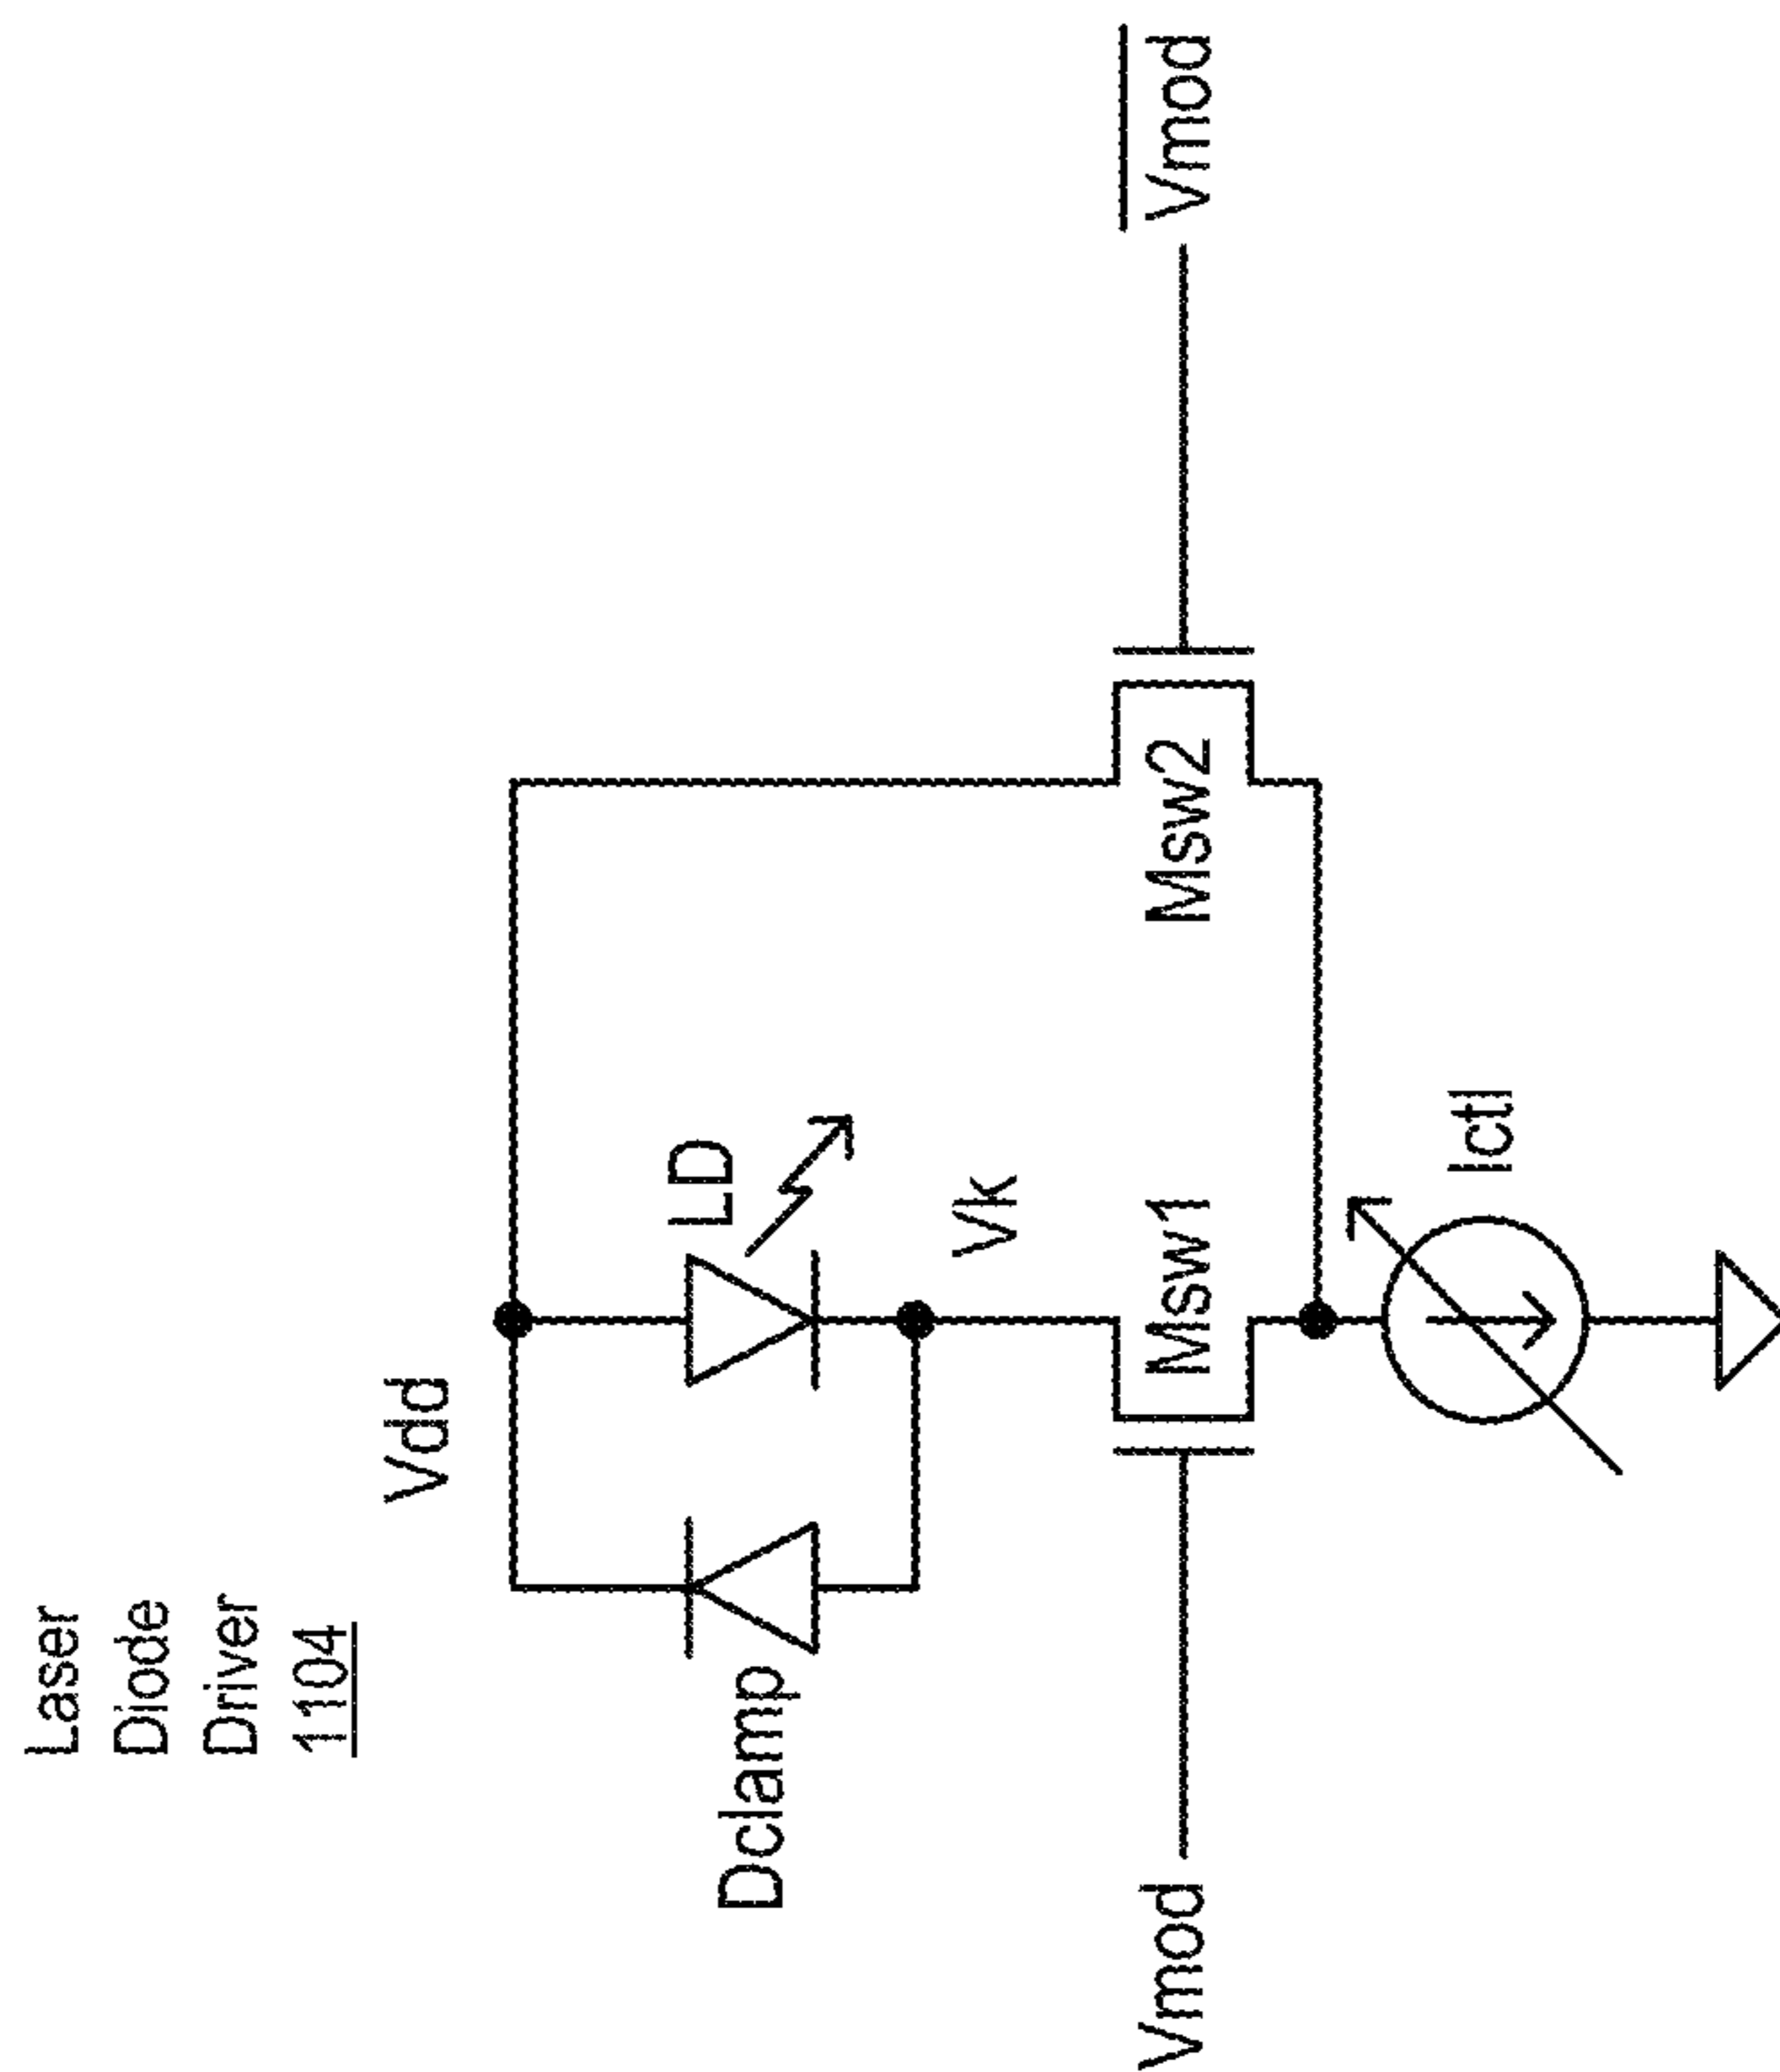 Laser
Diode
Driver
1104
Vdd
Dclamp
LD
Vk
Vmod
Msw1
Msw2
Vmod
Ictl